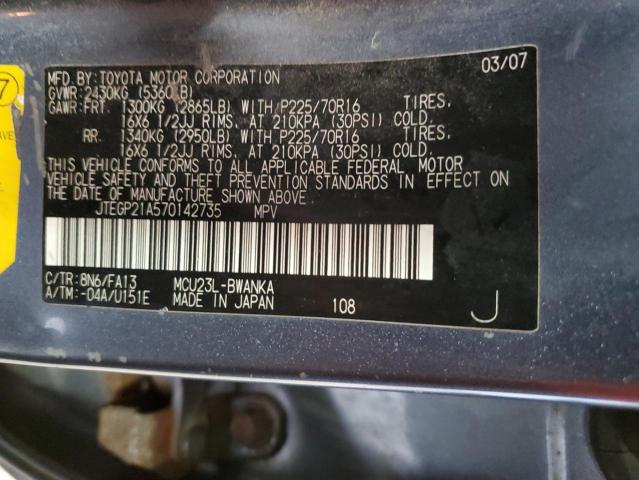 MFD.BY:TOYOTA MOTOR CORPORATION 03/07
GVWR:2430KG (5360LB)
GAWR:FRT. 1300KG (2865LB) WITH P225/70R16 TIRES,
16X6 1/2JJ RIMS, AT 210KPA (30PSI) COLD.
RR. 1340KG (2950LB) WITH P225/70R16 TIRES,
16X6 1/2JJ RIMS, AT 210KPA (30PSI) COLD.
THIS VEHICLE CONFORMS TO ALL APPLICABLE FEDERAL MOTOR
VEHICLE SAFETY AND THEFT PREVENTION STANDARDS IN EFFECT
ON THE DATE OF MANUFACTURE SHOWN ABOVE.
JTEGP21A570142735 MPV
C/TR:8N6/FA13 MCU23L-BWANKA
A/TM:-04A/U151E MADE IN JAPAN 108 J
7
AVE